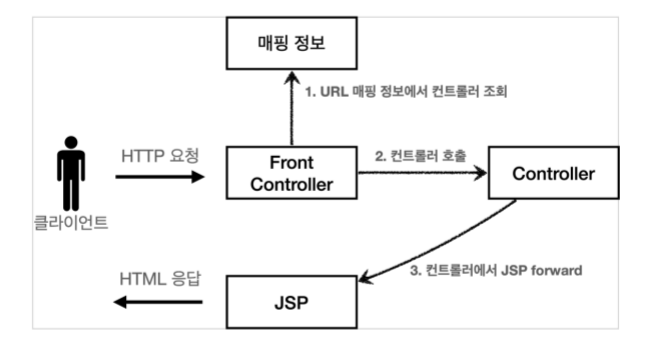 매핑 정보
1. URL 매핑 정보에서 컨트롤러 조회
HTTP 요청
Front
Controller
2. 컨트롤러 호출
Controller
클라이언트
3. 컨트롤러에서 JSP forward
HTML 응답
JSP